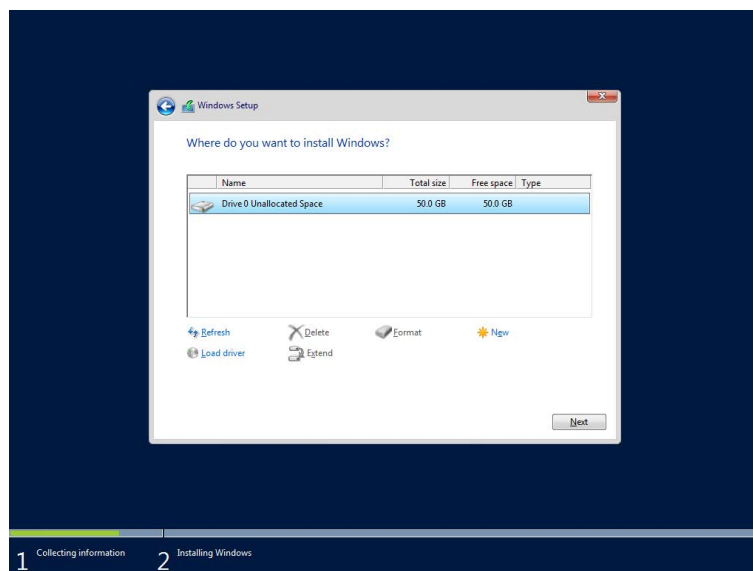 Windows Setup
Where do you want to install Windows?
Name Total size Free space Type
Drive 0 Unallocated Space 50.0 GB 50.0 GB
Refresh Delete Format New
Load driver Extend
Next
1 Collecting information 2 Installing Windows